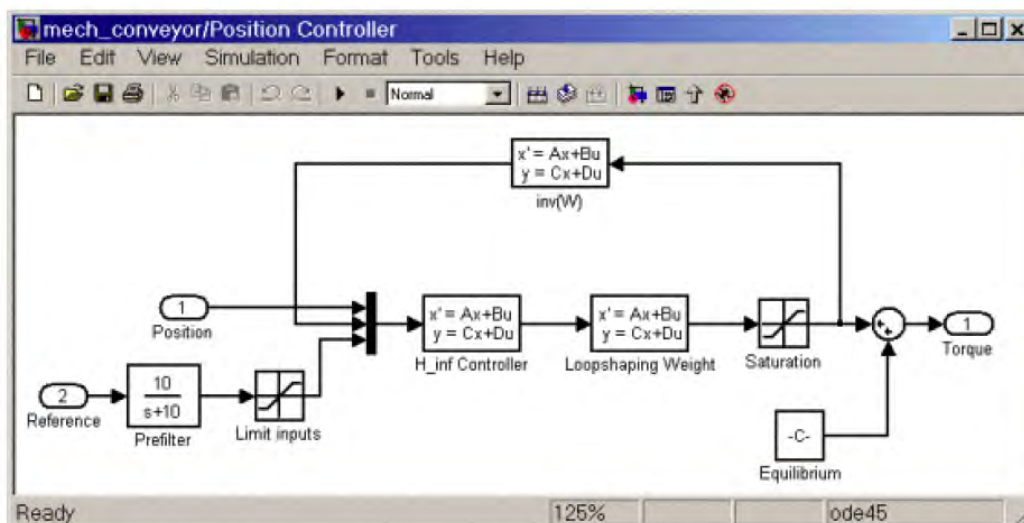 mech_conveyor/Position Controller
File Edit View Simulation Format Tools Help
Normal
x' = Ax+Bu
y = Cx+Du
inv(W)
1
Position
x' = Ax+Bu
y = Cx+Du
H_inf Controller
x' = Ax+Bu
y = Cx+Du
Loopshaping Weight
Saturation
1
Torque
2
Reference
10
s+10
Prefilter
Limit inputs
-C-
Equilibrium
Ready 125% ode45